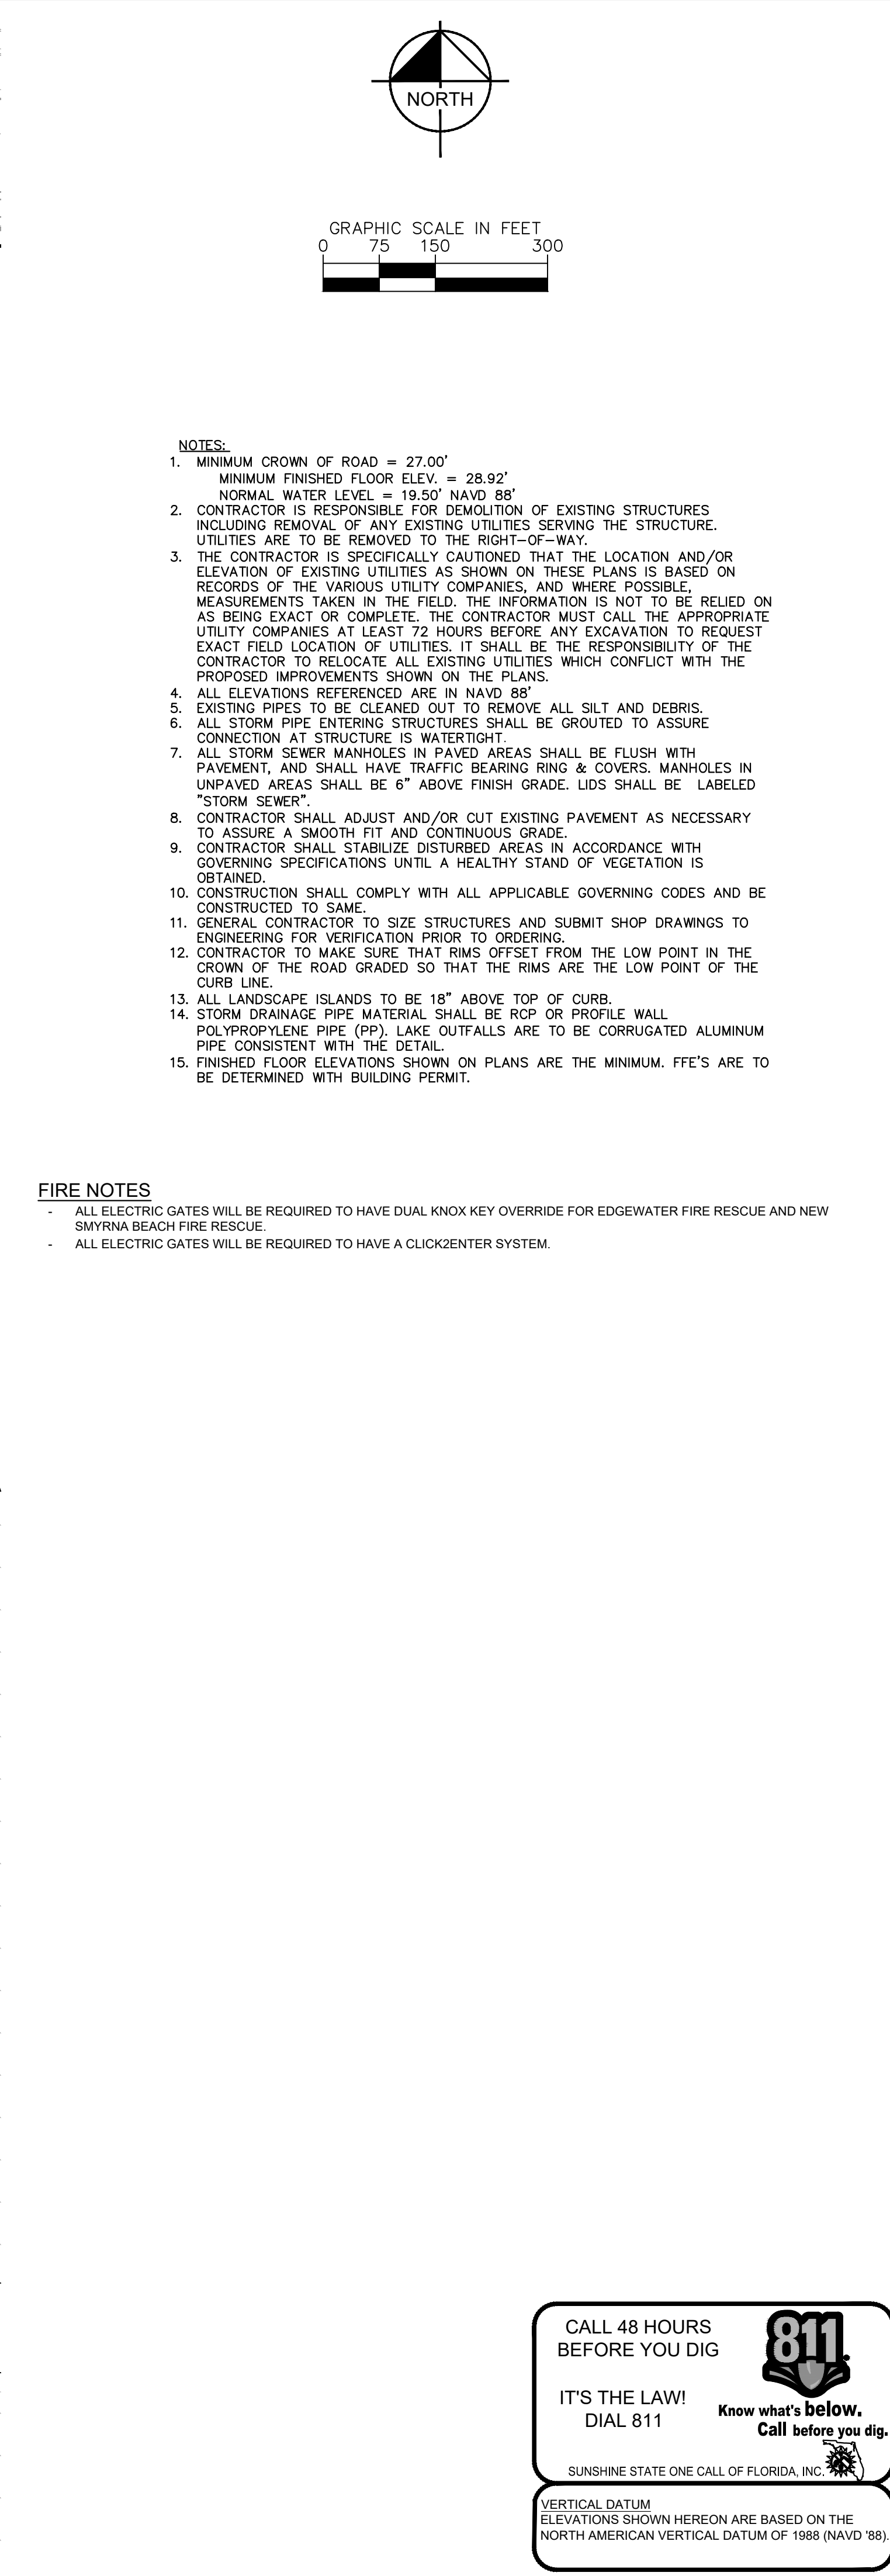 NORTH
GRAPHIC SCALE IN FEET
0 75 150 300
NOTES:
1. MINIMUM CROWN OF ROAD = 27.00'
MINIMUM FINISHED FLOOR ELEV. = 28.92'
NORMAL WATER LEVEL = 19.50' NAVD 88'
2. CONTRACTOR IS RESPONSIBLE FOR DEMOLITION OF EXISTING STRUCTURES
INCLUDING REMOVAL OF ANY EXISTING UTILITIES SERVING THE STRUCTURE.
UTILITIES ARE TO BE REMOVED TO THE RIGHT-OF-WAY.
3. THE CONTRACTOR IS SPECIFICALLY CAUTIONED THAT THE LOCATION AND/OR
ELEVATION OF EXISTING UTILITIES AS SHOWN ON THESE PLANS IS BASED ON
RECORDS OF THE VARIOUS UTILITY COMPANIES, AND WHERE POSSIBLE,
MEASUREMENTS TAKEN IN THE FIELD. THE INFORMATION IS NOT TO BE RELIED ON
AS BEING EXACT OR COMPLETE. THE CONTRACTOR MUST CALL THE APPROPRIATE
UTILITY COMPANIES AT LEAST 72 HOURS BEFORE ANY EXCAVATION TO REQUEST
EXACT FIELD LOCATION OF UTILITIES. IT SHALL BE THE RESPONSIBILITY OF THE
CONTRACTOR TO RELOCATE ALL EXISTING UTILITIES WHICH CONFLICT WITH THE
PROPOSED IMPROVEMENTS SHOWN ON THE PLANS.
4. ALL ELEVATIONS REFERENCED ARE IN NAVD 88'
5. EXISTING PIPES TO BE CLEANED OUT TO REMOVE ALL SILT AND DEBRIS.
6. ALL STORM PIPE ENTERING STRUCTURES SHALL BE GROUTED TO ASSURE
CONNECTION AT STRUCTURE IS WATERTIGHT.
7. ALL STORM SEWER MANHOLES IN PAVED AREAS SHALL BE FLUSH WITH
PAVEMENT, AND SHALL HAVE TRAFFIC BEARING RING & COVERS. MANHOLES IN
UNPAVED AREAS SHALL BE 6" ABOVE FINISH GRADE. LIDS SHALL BE LABELED
"STORM SEWER".
8. CONTRACTOR SHALL ADJUST AND/OR CUT EXISTING PAVEMENT AS NECESSARY
TO ASSURE A SMOOTH FIT AND CONTINUOUS GRADE.
9. CONTRACTOR SHALL STABILIZE DISTURBED AREAS IN ACCORDANCE WITH
GOVERNING SPECIFICATIONS UNTIL A HEALTHY STAND OF VEGETATION IS
OBTAINED.
10. CONSTRUCTION SHALL COMPLY WITH ALL APPLICABLE GOVERNING CODES AND BE
CONSTRUCTED TO SAME.
11. GENERAL CONTRACTOR TO SIZE STRUCTURES AND SUBMIT SHOP DRAWINGS TO
ENGINEERING FOR VERIFICATION PRIOR TO ORDERING.
12. CONTRACTOR TO MAKE SURE THAT RIMS OFFSET FROM THE LOW POINT IN THE
CROWN OF THE ROAD GRADED SO THAT THE RIMS ARE THE LOW POINT OF THE
CURB LINE.
13. ALL LANDSCAPE ISLANDS TO BE 18" ABOVE TOP OF CURB.
14. STORM DRAINAGE PIPE MATERIAL SHALL BE RCP OR PROFILE WALL
POLYPROPYLENE PIPE (PP). LAKE OUTFALLS ARE TO BE CORRUGATED ALUMINUM
PIPE CONSISTENT WITH THE DETAIL.
15. FINISHED FLOOR ELEVATIONS SHOWN ON PLANS ARE THE MINIMUM. FFE'S ARE TO
BE DETERMINED WITH BUILDING PERMIT.
FIRE NOTES
- ALL ELECTRIC GATES WILL BE REQUIRED TO HAVE DUAL KNOX KEY OVERRIDE FOR EDGEWATER FIRE RESCUE AND NEW
SMYRNA BEACH FIRE RESCUE.
- ALL ELECTRIC GATES WILL BE REQUIRED TO HAVE A CLICK2ENTER SYSTEM.
CALL 48 HOURS
BEFORE YOU DIG
IT'S THE LAW!
DIAL 811
811.
Know what's below.
Call before you dig.
SUNSHINE STATE ONE CALL OF FLORIDA, INC.
VERTICAL DATUM
ELEVATIONS SHOWN HEREON ARE BASED ON THE
NORTH AMERICAN VERTICAL DATUM OF 1988 (NAVD '88).